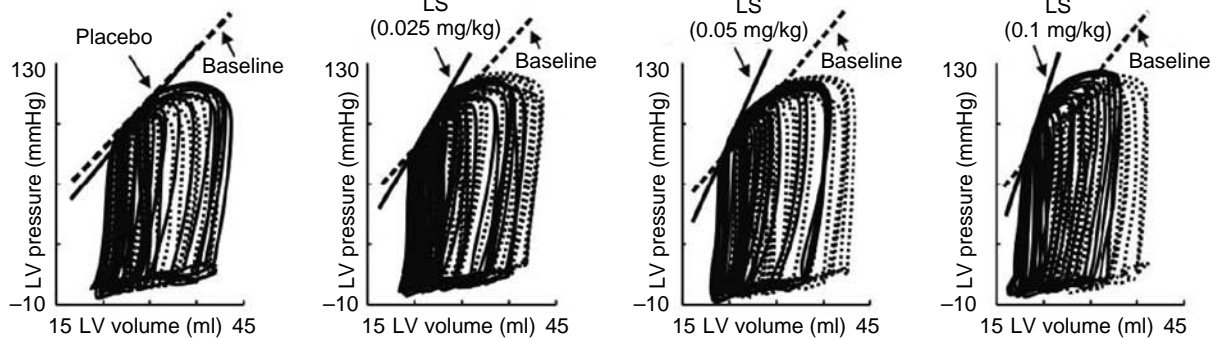 Placebo
Baseline
130
LV pressure (mmHg)
–10
15 LV volume (ml) 45
LS
(0.025 mg/kg)
Baseline
130
LV pressure (mmHg)
–10
15 LV volume (ml) 45
LS
(0.05 mg/kg)
Baseline
130
LV pressure (mmHg)
–10
15 LV volume (ml) 45
LS
(0.1 mg/kg)
Baseline
130
LV pressure (mmHg)
–10
15 LV volume (ml) 45